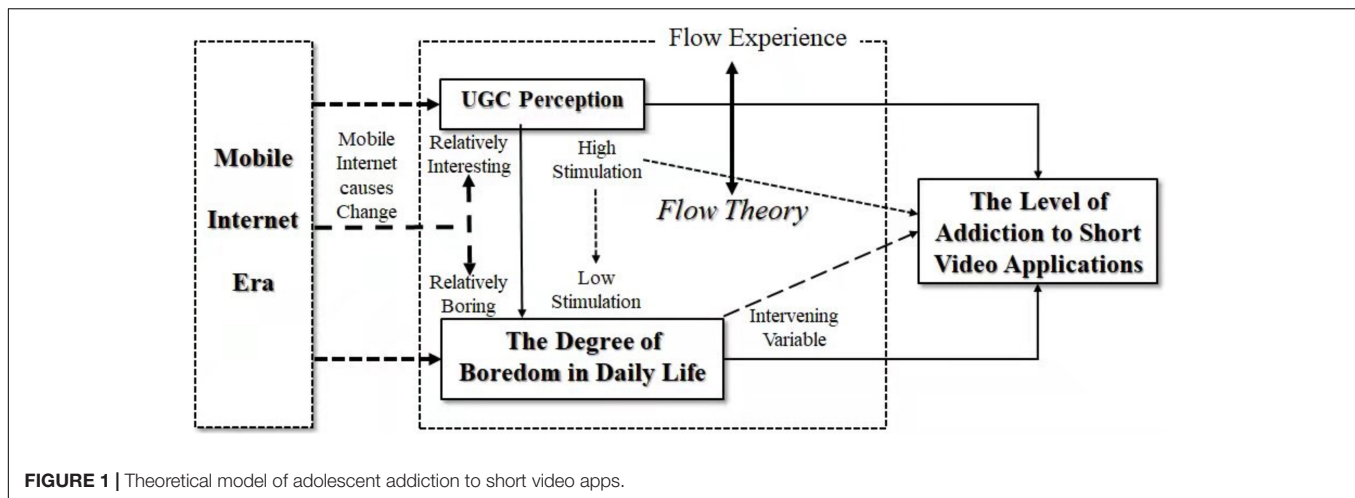 Flow Experience
UGC Perception
Mobile
Internet
Era
Mobile
Internet
causes
Change
Relatively
Interesting
High
Stimulation
Flow Theory
Relatively
Boring
Low
Stimulation
The Degree of
Boredom in Daily Life
Intervening
Variable
The Level of
Addiction to Short
Video Applications
FIGURE 1 | Theoretical model of adolescent addiction to short video apps.